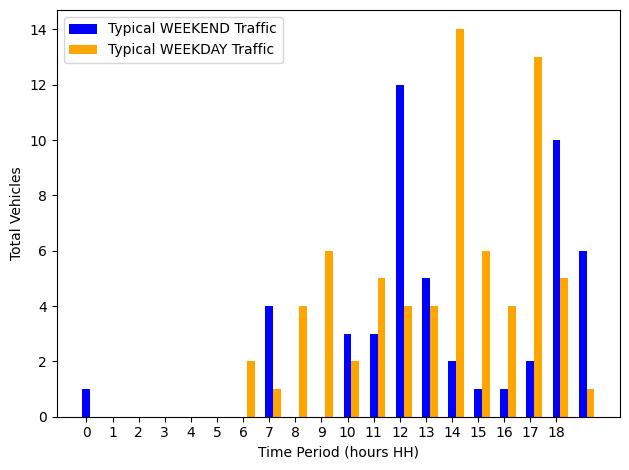 Typical WEEKEND Traffic
Typical WEEKDAY Traffic
14
12
10
8
6
4
2
0
Total Vehicles
0 1 2 3 4 5 6 7 8 9 10 11 12 13 14 15 16 17 18
Time Period (hours HH)